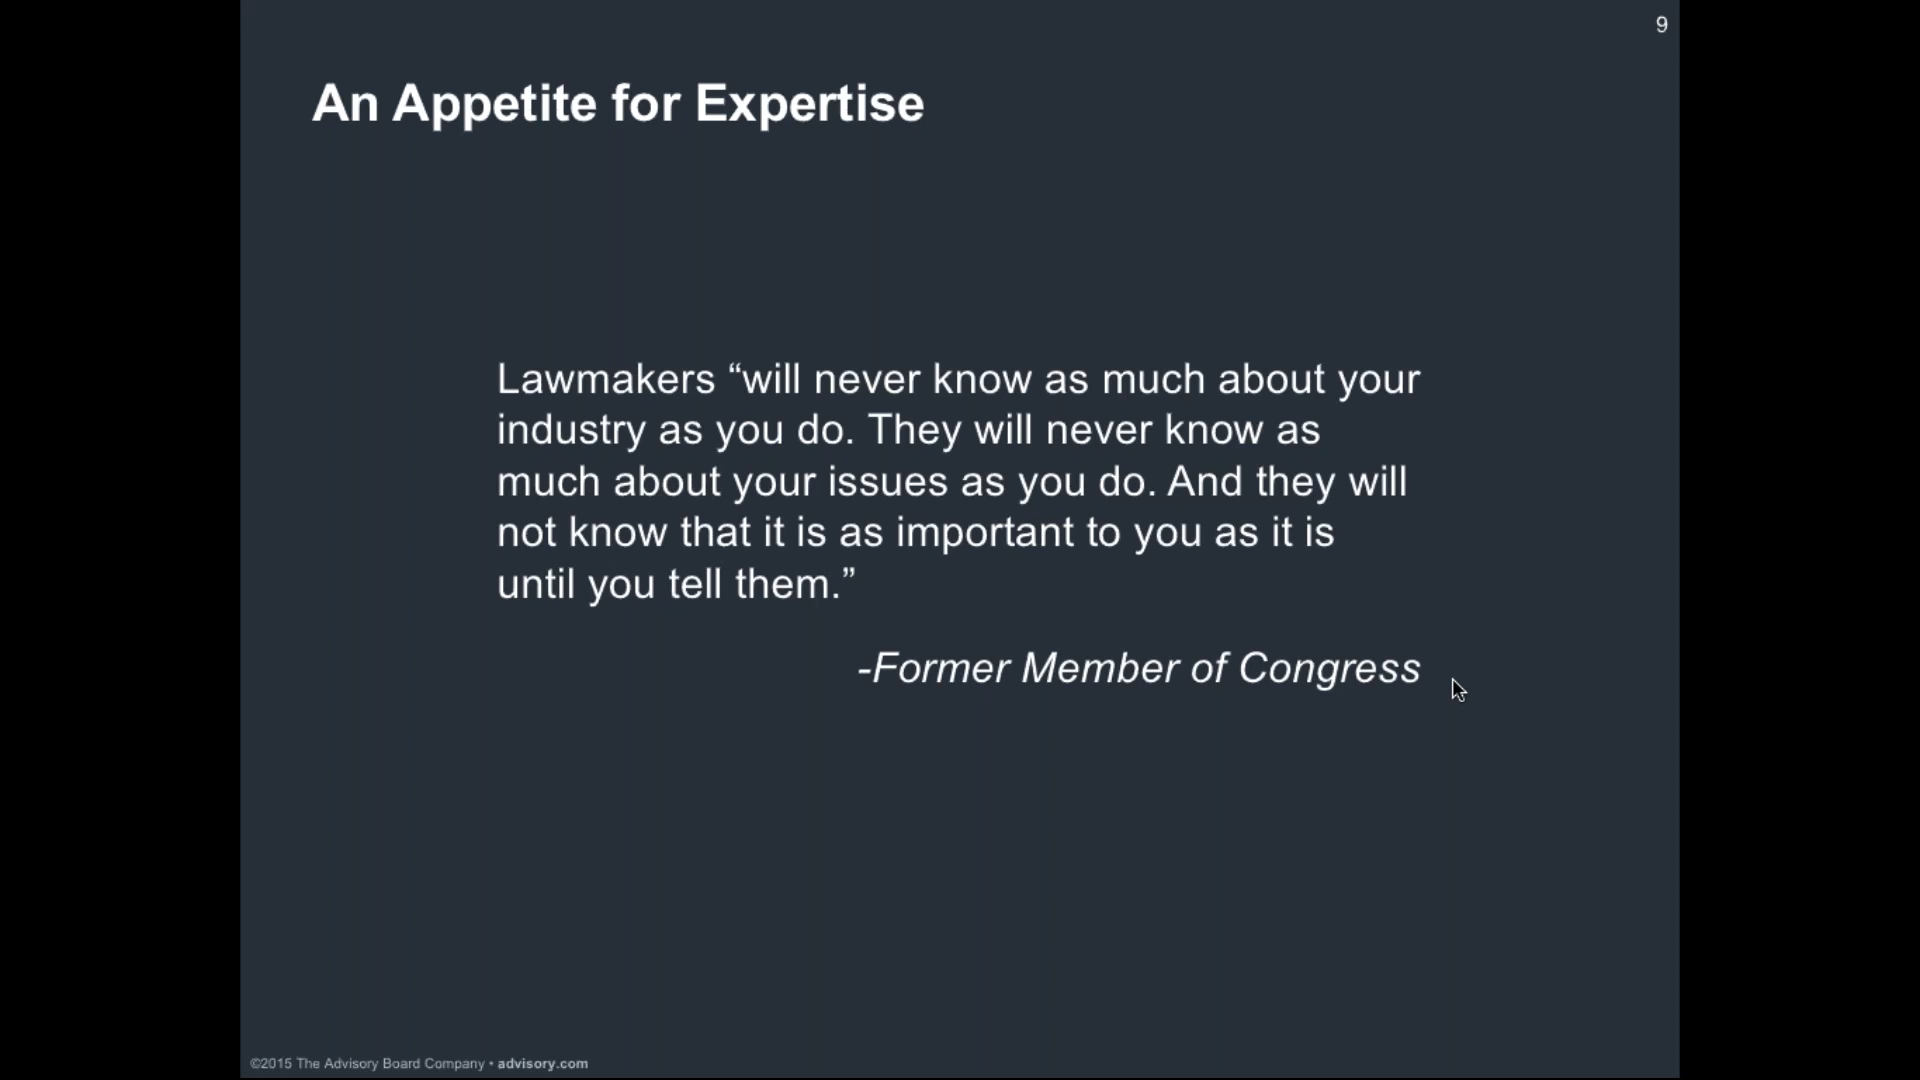 9
An Appetite for Expertise
Lawmakers “will never know as much about your
industry as you do. They will never know as
much about your issues as you do. And they will
not know that it is as important to you as it is
until you tell them.”
-Former Member of Congress
©2015 The Advisory Board Company • advisory.com